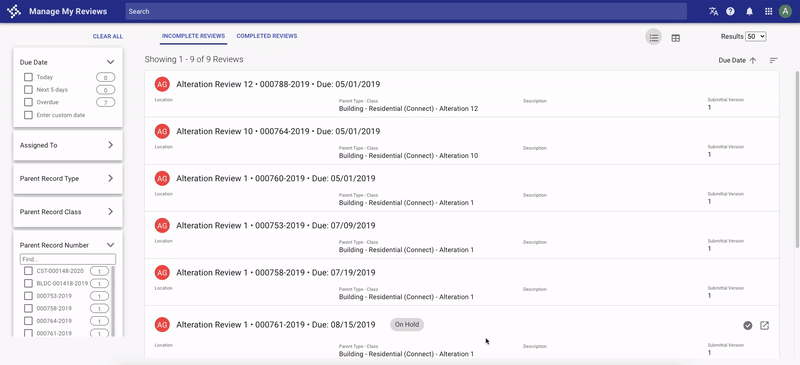 Manage My Reviews
Search
A
CLEAR ALL
INCOMPLETE REVIEWS
COMPLETED REVIEWS
Results 50
Showing 1 - 9 of 9 Reviews
Due Date
Due Date
Today 0
Next 5 days 0
Overdue 7
Enter custom date
Assigned To
Parent Record Type
Parent Record Class
Parent Record Number
Find...
CST-000148-2020 1
BLDC-001418-2019 1
000753-2019 1
000758-2019 1
000764-2019 1
000761-2019 1
AG Alteration Review 12 • 000788-2019 • Due: 05/01/2019
Location Parent Type - Class Description Submittal Version
Building - Residential (Connect) - Alteration 12 1
AG Alteration Review 10 • 000764-2019 • Due: 05/01/2019
Location Parent Type - Class Description Submittal Version
Building - Residential (Connect) - Alteration 10 1
AG Alteration Review 1 • 000760-2019 • Due: 05/01/2019
Location Parent Type - Class Description Submittal Version
Building - Residential (Connect) - Alteration 1 1
AG Alteration Review 1 • 000753-2019 • Due: 07/09/2019
Location Parent Type - Class Description Submittal Version
Building - Residential (Connect) - Alteration 1 1
AG Alteration Review 1 • 000758-2019 • Due: 07/19/2019
Location Parent Type - Class Description Submittal Version
Building - Residential (Connect) - Alteration 1 1
AG Alteration Review 1 • 000761-2019 • Due: 08/15/2019 On Hold
Location Parent Type - Class Description Submittal Version
Building - Residential (Connect) - Alteration 1 1